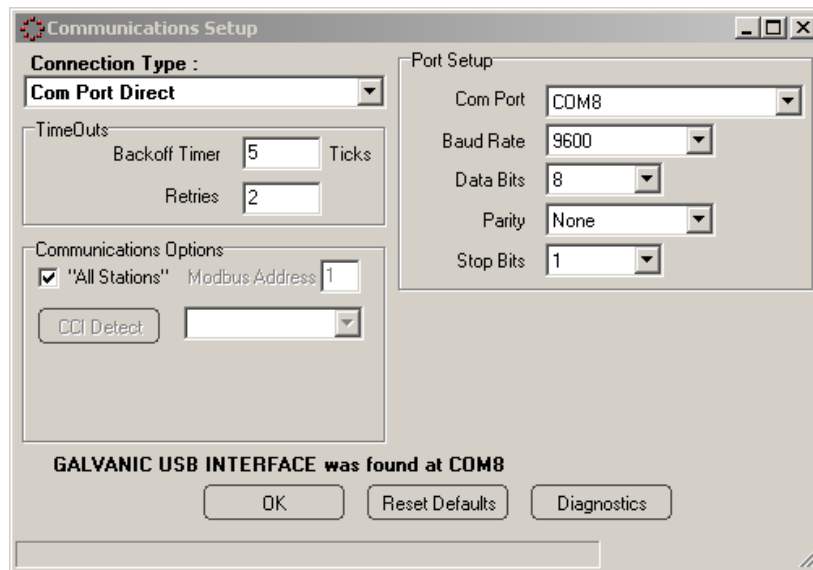 Communications Setup
Connection Type :
Com Port Direct
TimeOuts
Backoff Timer 5 Ticks
Retries 2
Communications Options
"All Stations" Modbus Address 1
CCI Detect
Port Setup
Com Port COM8
Baud Rate 9600
Data Bits 8
Parity None
Stop Bits 1
GALVANIC USB INTERFACE was found at COM8
OK Reset Defaults Diagnostics